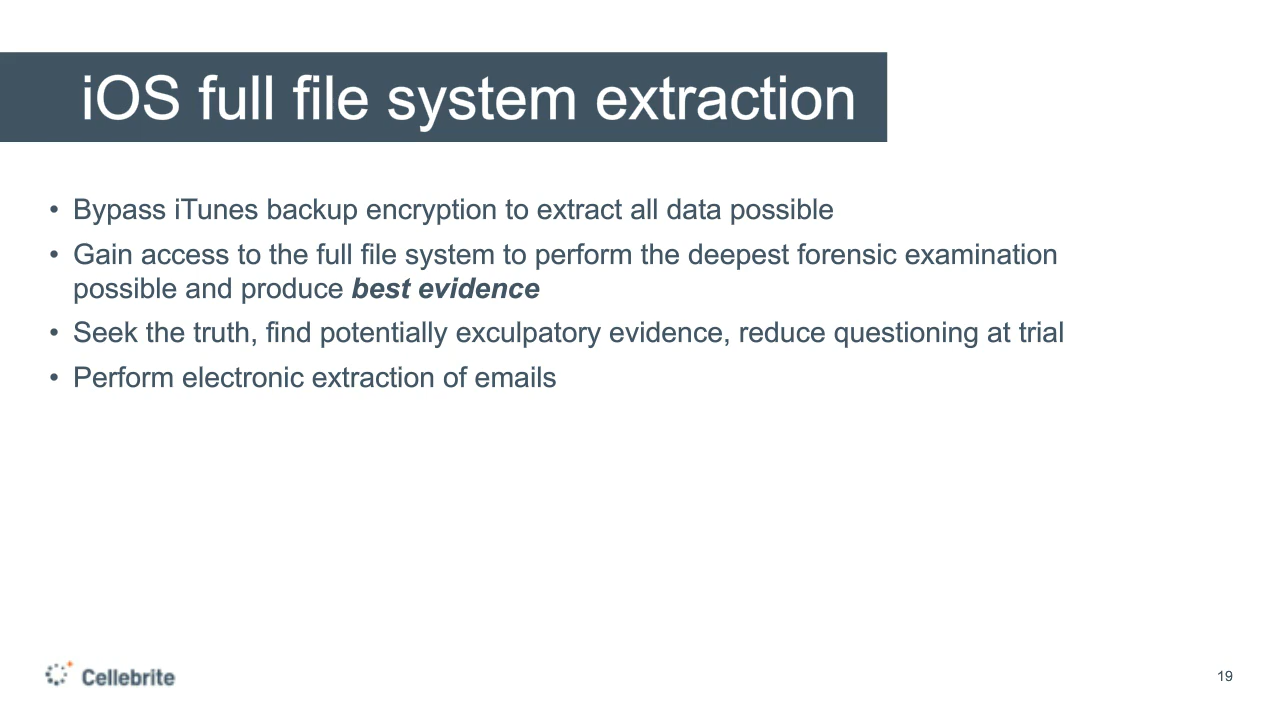 iOS full file system extraction
• Bypass iTunes backup encryption to extract all data possible
• Gain access to the full file system to perform the deepest forensic examination
possible and produce best evidence
• Seek the truth, find potentially exculpatory evidence, reduce questioning at trial
• Perform electronic extraction of emails
Cellebrite
19